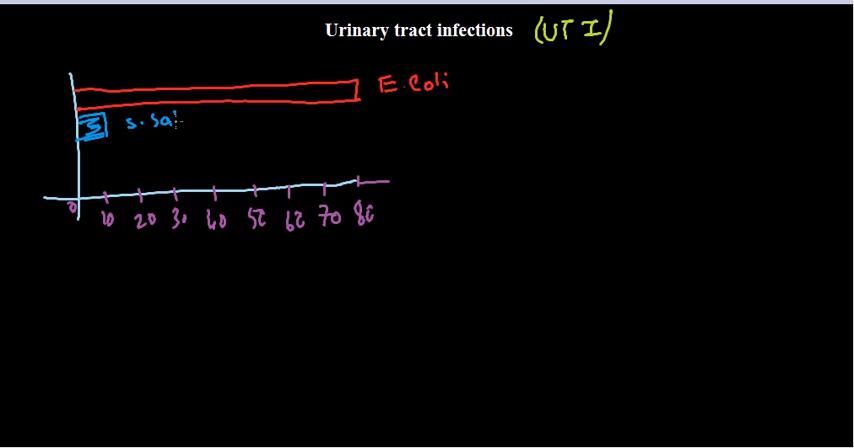 Urinary tract infections (UTI)
E. Coli
S. Sa
0 10 20 30 40 50 60 70 80